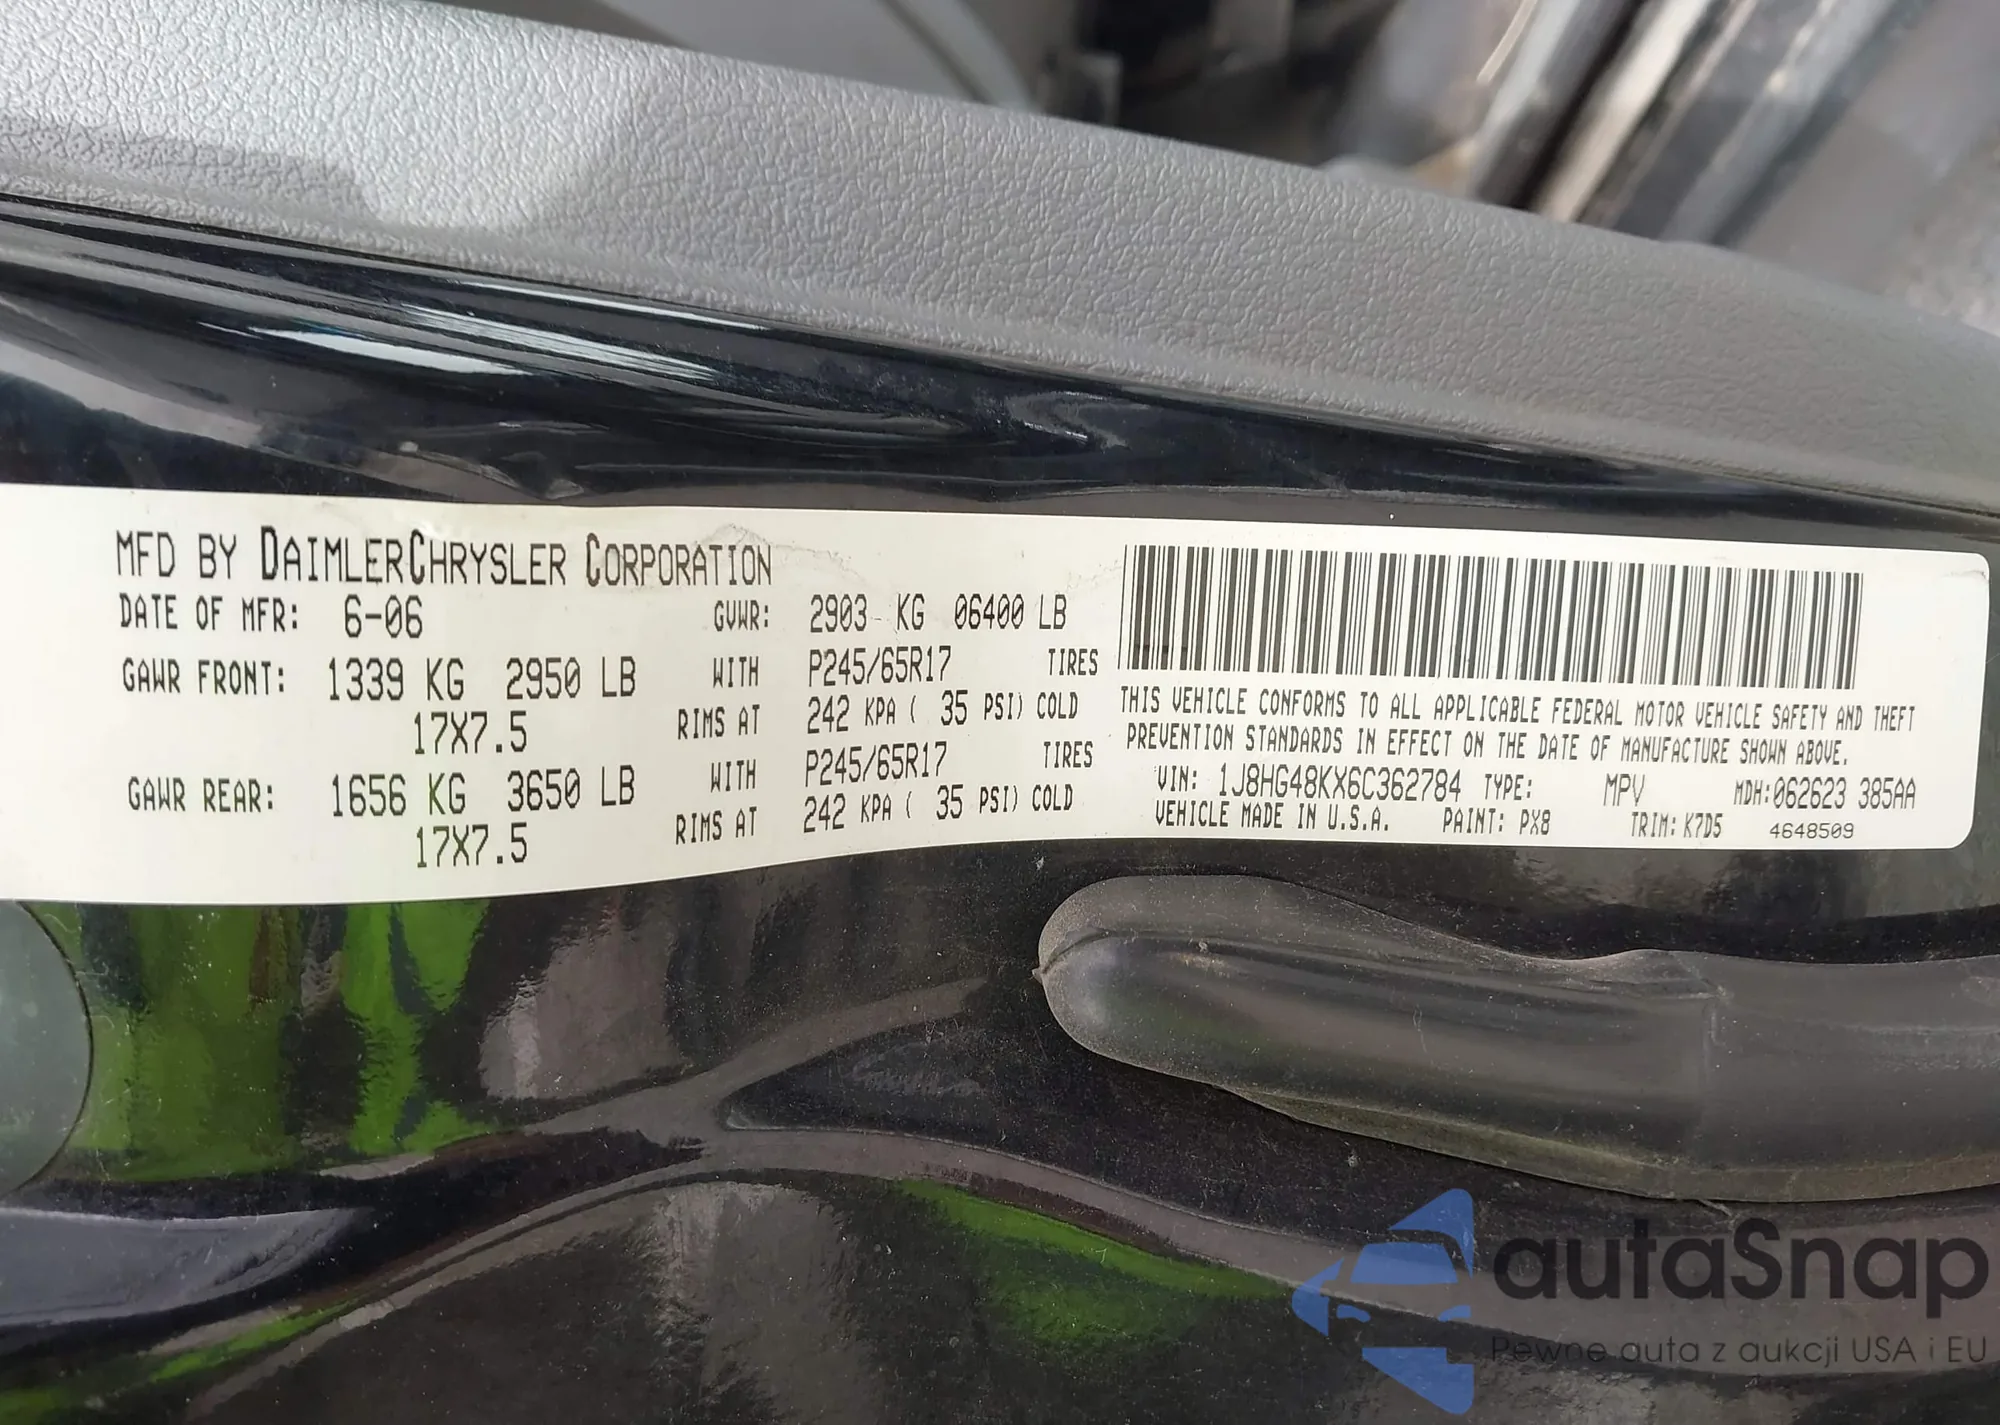 MFD BY DAIMLERCHRYSLER CORPORATION
DATE OF MFR: 6-06 GVWR: 2903 KG 06400 LB
GAWR FRONT: 1339 KG 2950 LB WITH P245/65R17 TIRES
17X7.5 RIMS AT 242 KPA ( 35 PSI) COLD
GAWR REAR: 1656 KG 3650 LB WITH P245/65R17 TIRES
17X7.5 RIMS AT 242 KPA ( 35 PSI) COLD
THIS VEHICLE CONFORMS TO ALL APPLICABLE FEDERAL MOTOR VEHICLE SAFETY AND THEFT
PREVENTION STANDARDS IN EFFECT ON THE DATE OF MANUFACTURE SHOWN ABOVE.
VIN: 1J8HG48KX6C362784 TYPE: MPV MDH:062623 385AA
VEHICLE MADE IN U.S.A. PAINT: PX8 TRIM: K7D5 4648509
autaSnap
Pewne auta z aukcji USA i EU